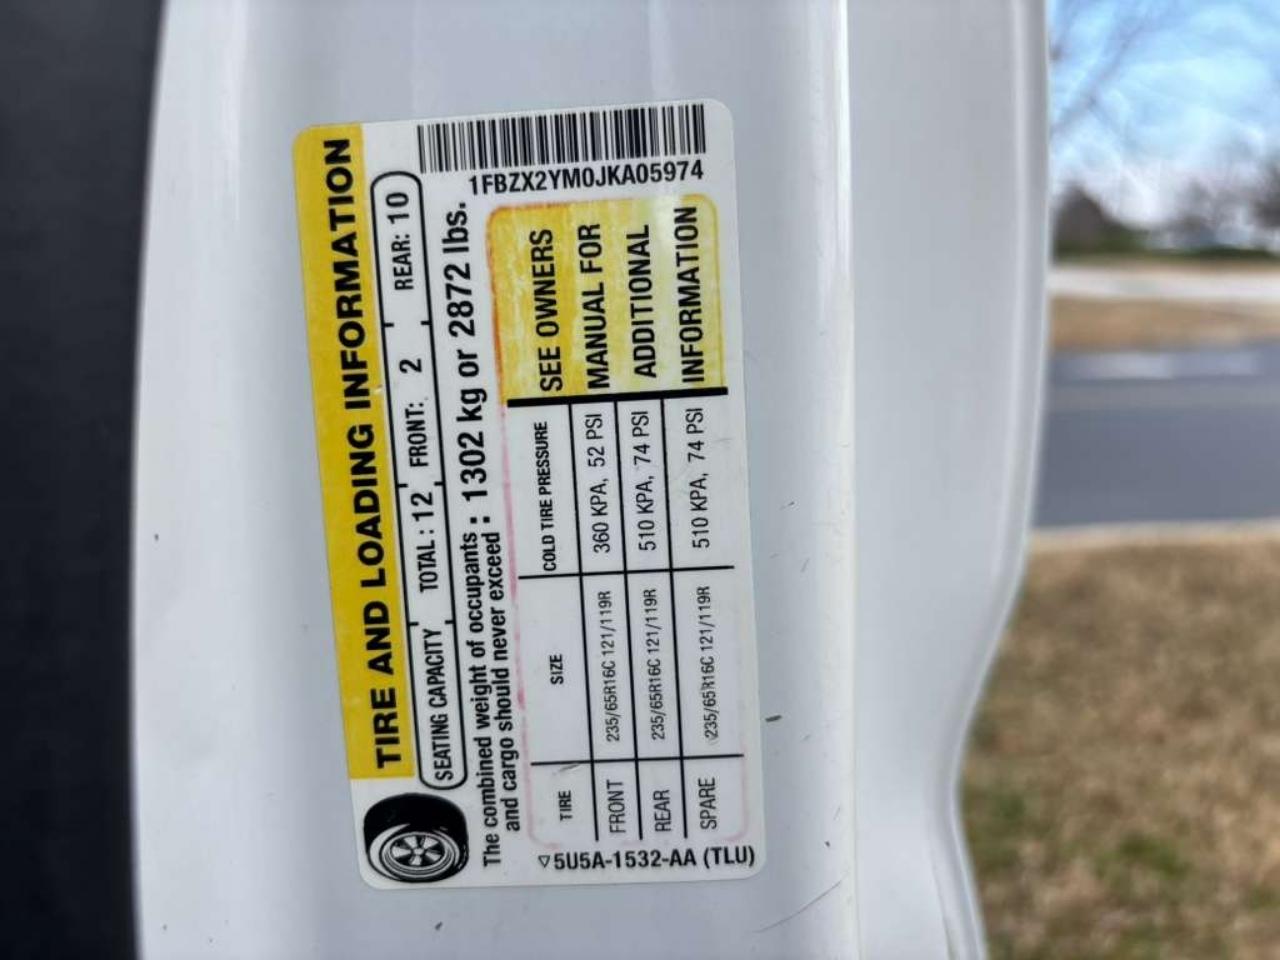 TIRE AND LOADING INFORMATION
SEATING CAPACITY TOTAL : 12 FRONT: 2 REAR: 10
The combined weight of occupants and cargo should never exceed : 1302 kg or 2872 lbs.
TIRE SIZE COLD TIRE PRESSURE
FRONT 235/65R16C 121/119R 360 KPA, 52 PSI
REAR 235/65R16C 121/119R 510 KPA, 74 PSI
SPARE 235/65R16C 121/119R 510 KPA, 74 PSI
SEE OWNERS
MANUAL FOR
ADDITIONAL
INFORMATION
5U5A-1532-AA (TLU)
1FBZX2YM0JKA05974